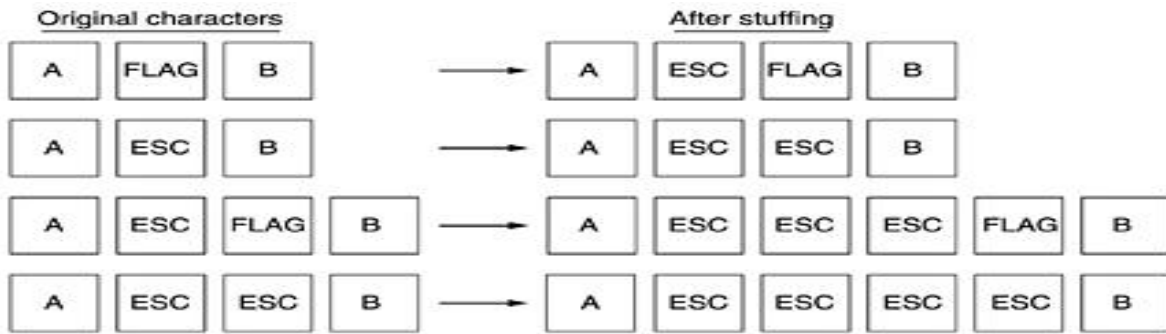 Original characters After stuffing
A FLAG B A ESC FLAG B
A ESC B A ESC ESC B
A ESC FLAG B A ESC ESC ESC FLAG B
A ESC ESC B A ESC ESC ESC ESC B